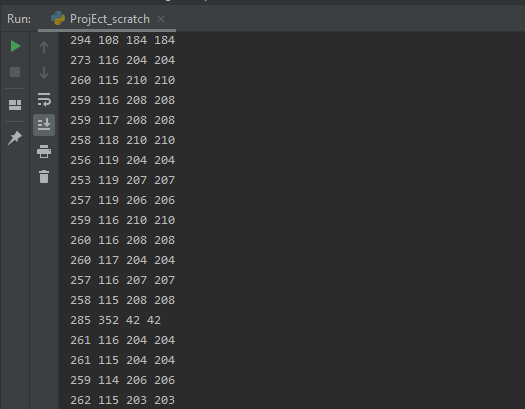 Run: ProjEct_scratch
294 108 184 184
273 116 204 204
260 115 210 210
259 116 208 208
259 117 208 208
258 118 210 210
256 119 204 204
253 119 207 207
257 119 206 206
259 116 210 210
260 116 208 208
260 117 204 204
257 116 207 207
258 115 208 208
285 352 42 42
261 116 204 204
261 115 204 204
259 114 206 206
262 115 203 203